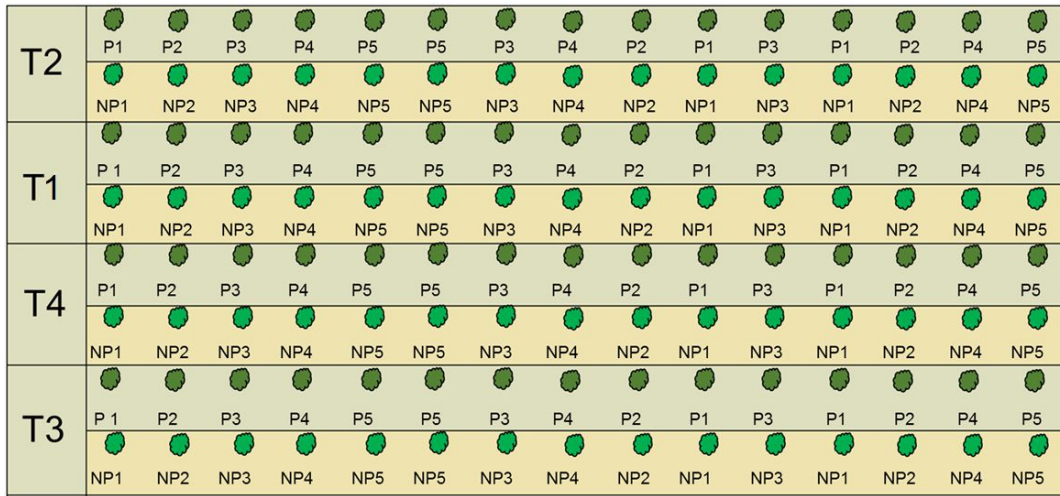 T2
P1 P2 P3 P4 P5 P5 P3 P4 P2 P1 P3 P1 P2 P4 P5
NP1 NP2 NP3 NP4 NP5 NP5 NP3 NP4 NP2 NP1 NP3 NP1 NP2 NP4 NP5
T1
P 1 P2 P3 P4 P5 P5 P3 P4 P2 P1 P3 P1 P2 P4 P5
NP1 NP2 NP3 NP4 NP5 NP5 NP3 NP4 NP2 NP1 NP3 NP1 NP2 NP4 NP5
T4
P1 P2 P3 P4 P5 P5 P3 P4 P2 P1 P3 P1 P2 P4 P5
NP1 NP2 NP3 NP4 NP5 NP5 NP3 NP4 NP2 NP1 NP3 NP1 NP2 NP4 NP5
T3
P 1 P2 P3 P4 P5 P5 P3 P4 P2 P1 P3 P1 P2 P4 P5
NP1 NP2 NP3 NP4 NP5 NP5 NP3 NP4 NP2 NP1 NP3 NP1 NP2 NP4 NP5